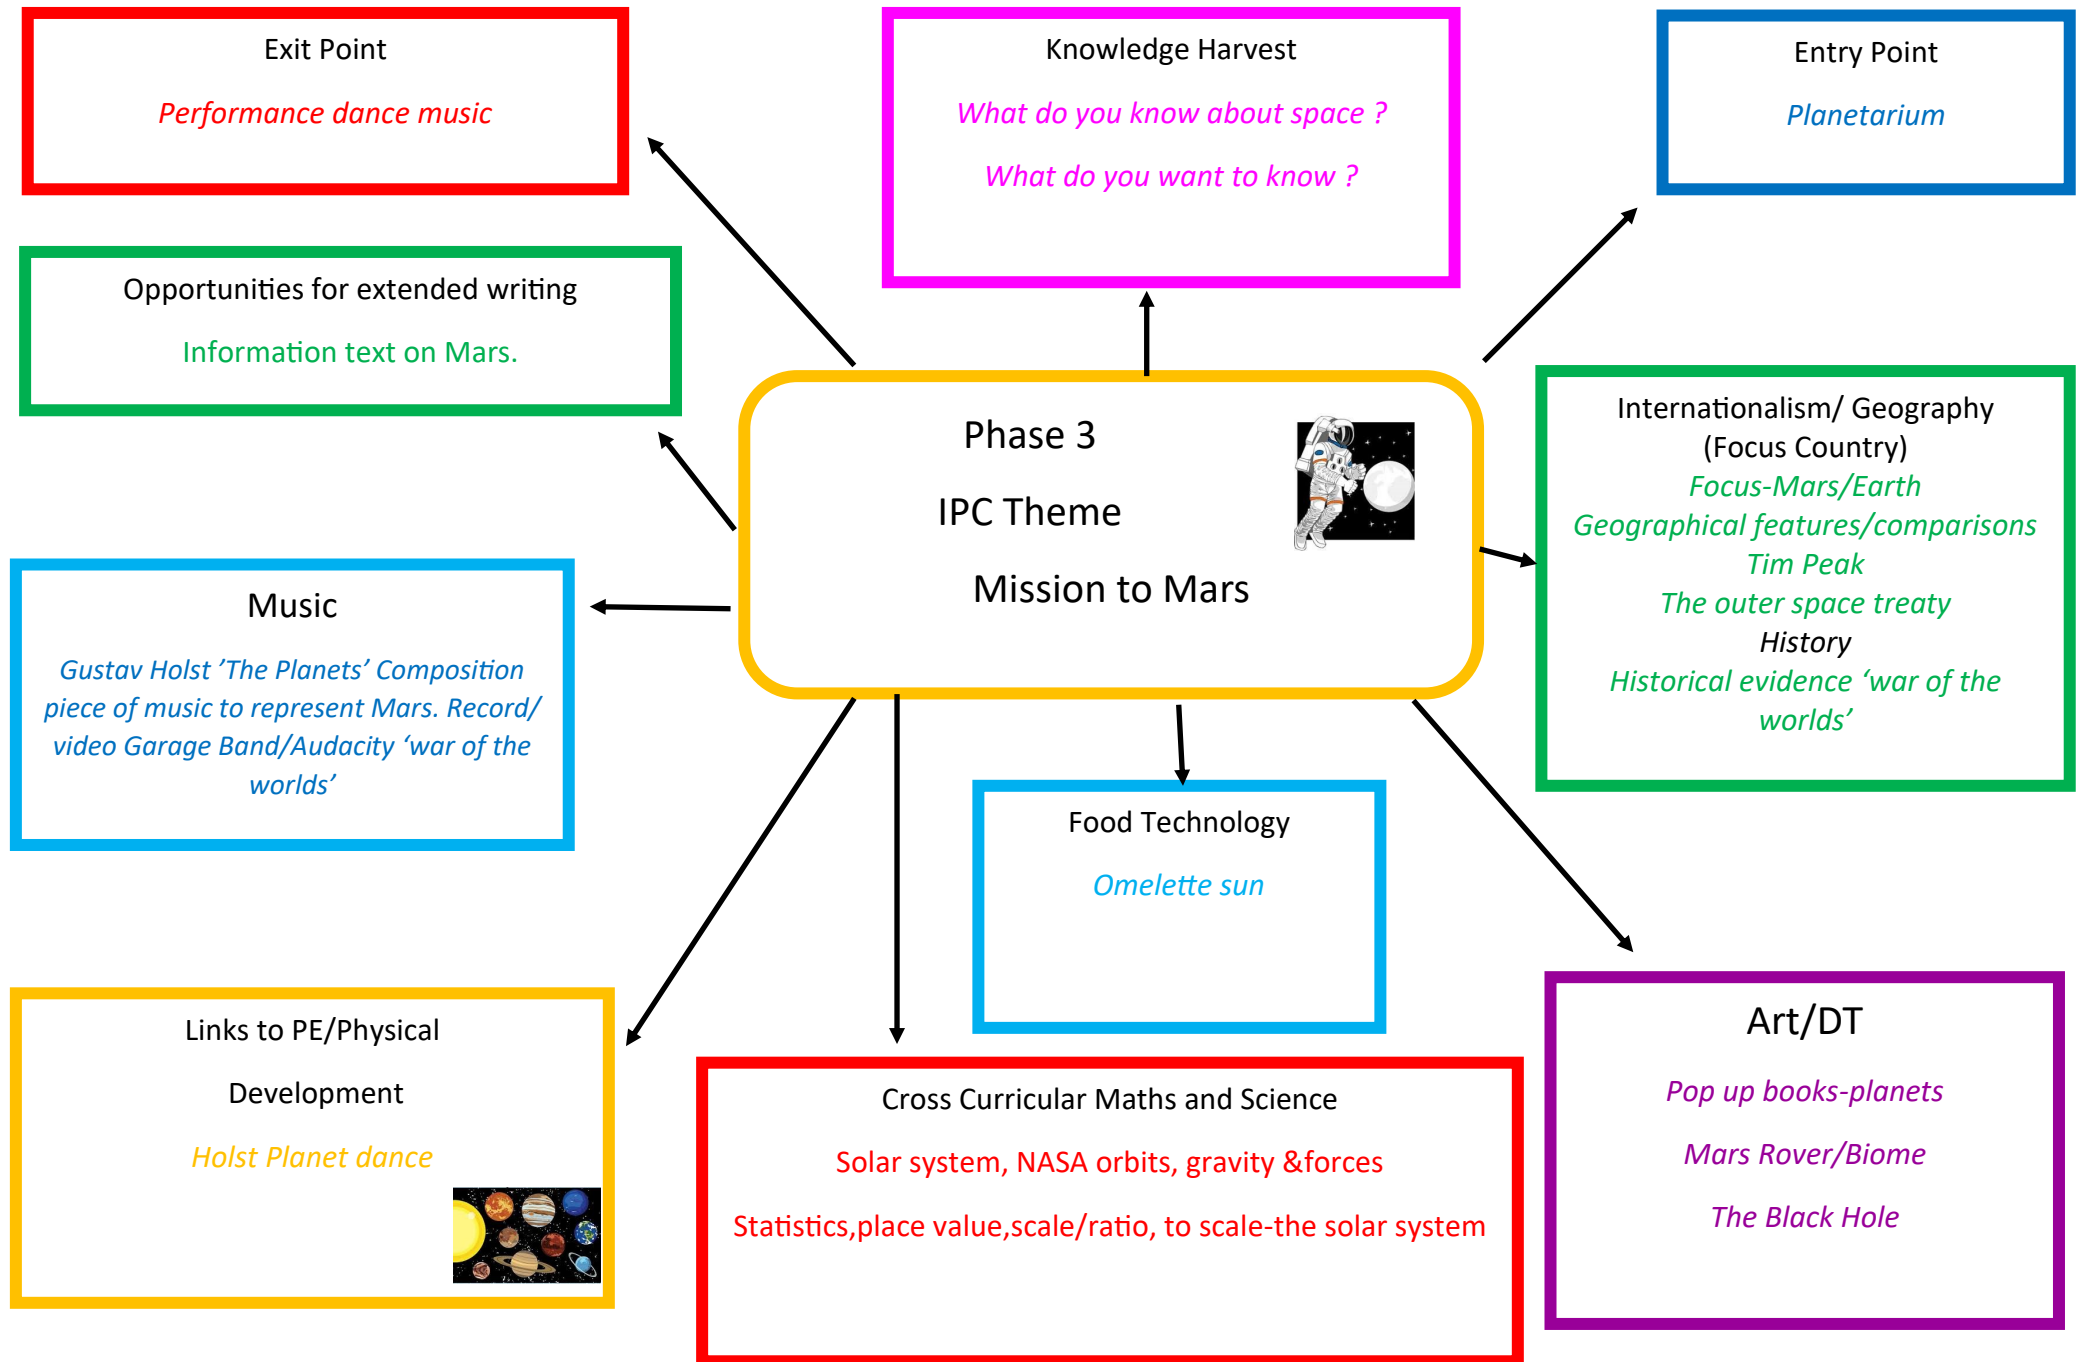 Exit Point
Performance dance music
Knowledge Harvest
What do you know about space ?
What do you want to know ?
Entry Point
Planetarium
Opportunities for extended writing
Information text on Mars.
Phase 3
IPC Theme
Mission to Mars
Internationalism/ Geography
(Focus Country)
Focus-Mars/Earth
Geographical features/comparisons
Tim Peak
The outer space treaty
History
Historical evidence ‘war of the
worlds’
Music
Gustav Holst ’The Planets’ Composition
piece of music to represent Mars. Record/
video Garage Band/Audacity ‘war of the
worlds’
Food Technology
Omelette sun
Links to PE/Physical
Development
Holst Planet dance
Cross Curricular Maths and Science
Solar system, NASA orbits, gravity &forces
Statistics,place value,scale/ratio, to scale-the solar system
Art/DT
Pop up books-planets
Mars Rover/Biome
The Black Hole